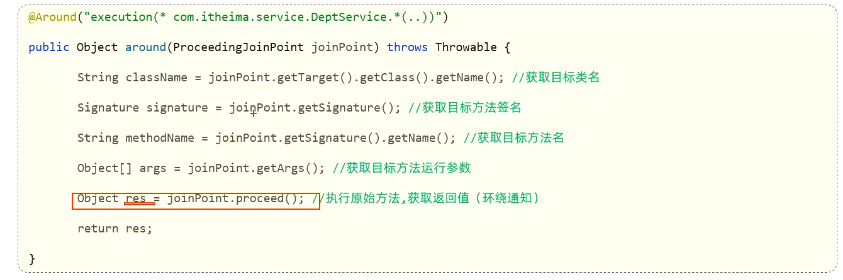 @Around("execution(* com.itheima.service.DeptService.*(..))")
public Object around(ProceedingJoinPoint joinPoint) throws Throwable {
String className = joinPoint.getTarget().getClass().getName(); //获取目标类名
Signature signature = joinPoint.getSignature(); //获取目标方法签名
String methodName = joinPoint.getSignature().getName(); //获取目标方法名
Object[] args = joinPoint.getArgs(); //获取目标方法运行参数
Object res = joinPoint.proceed(); //执行原始方法,获取返回值（环绕通知）
return res;
}